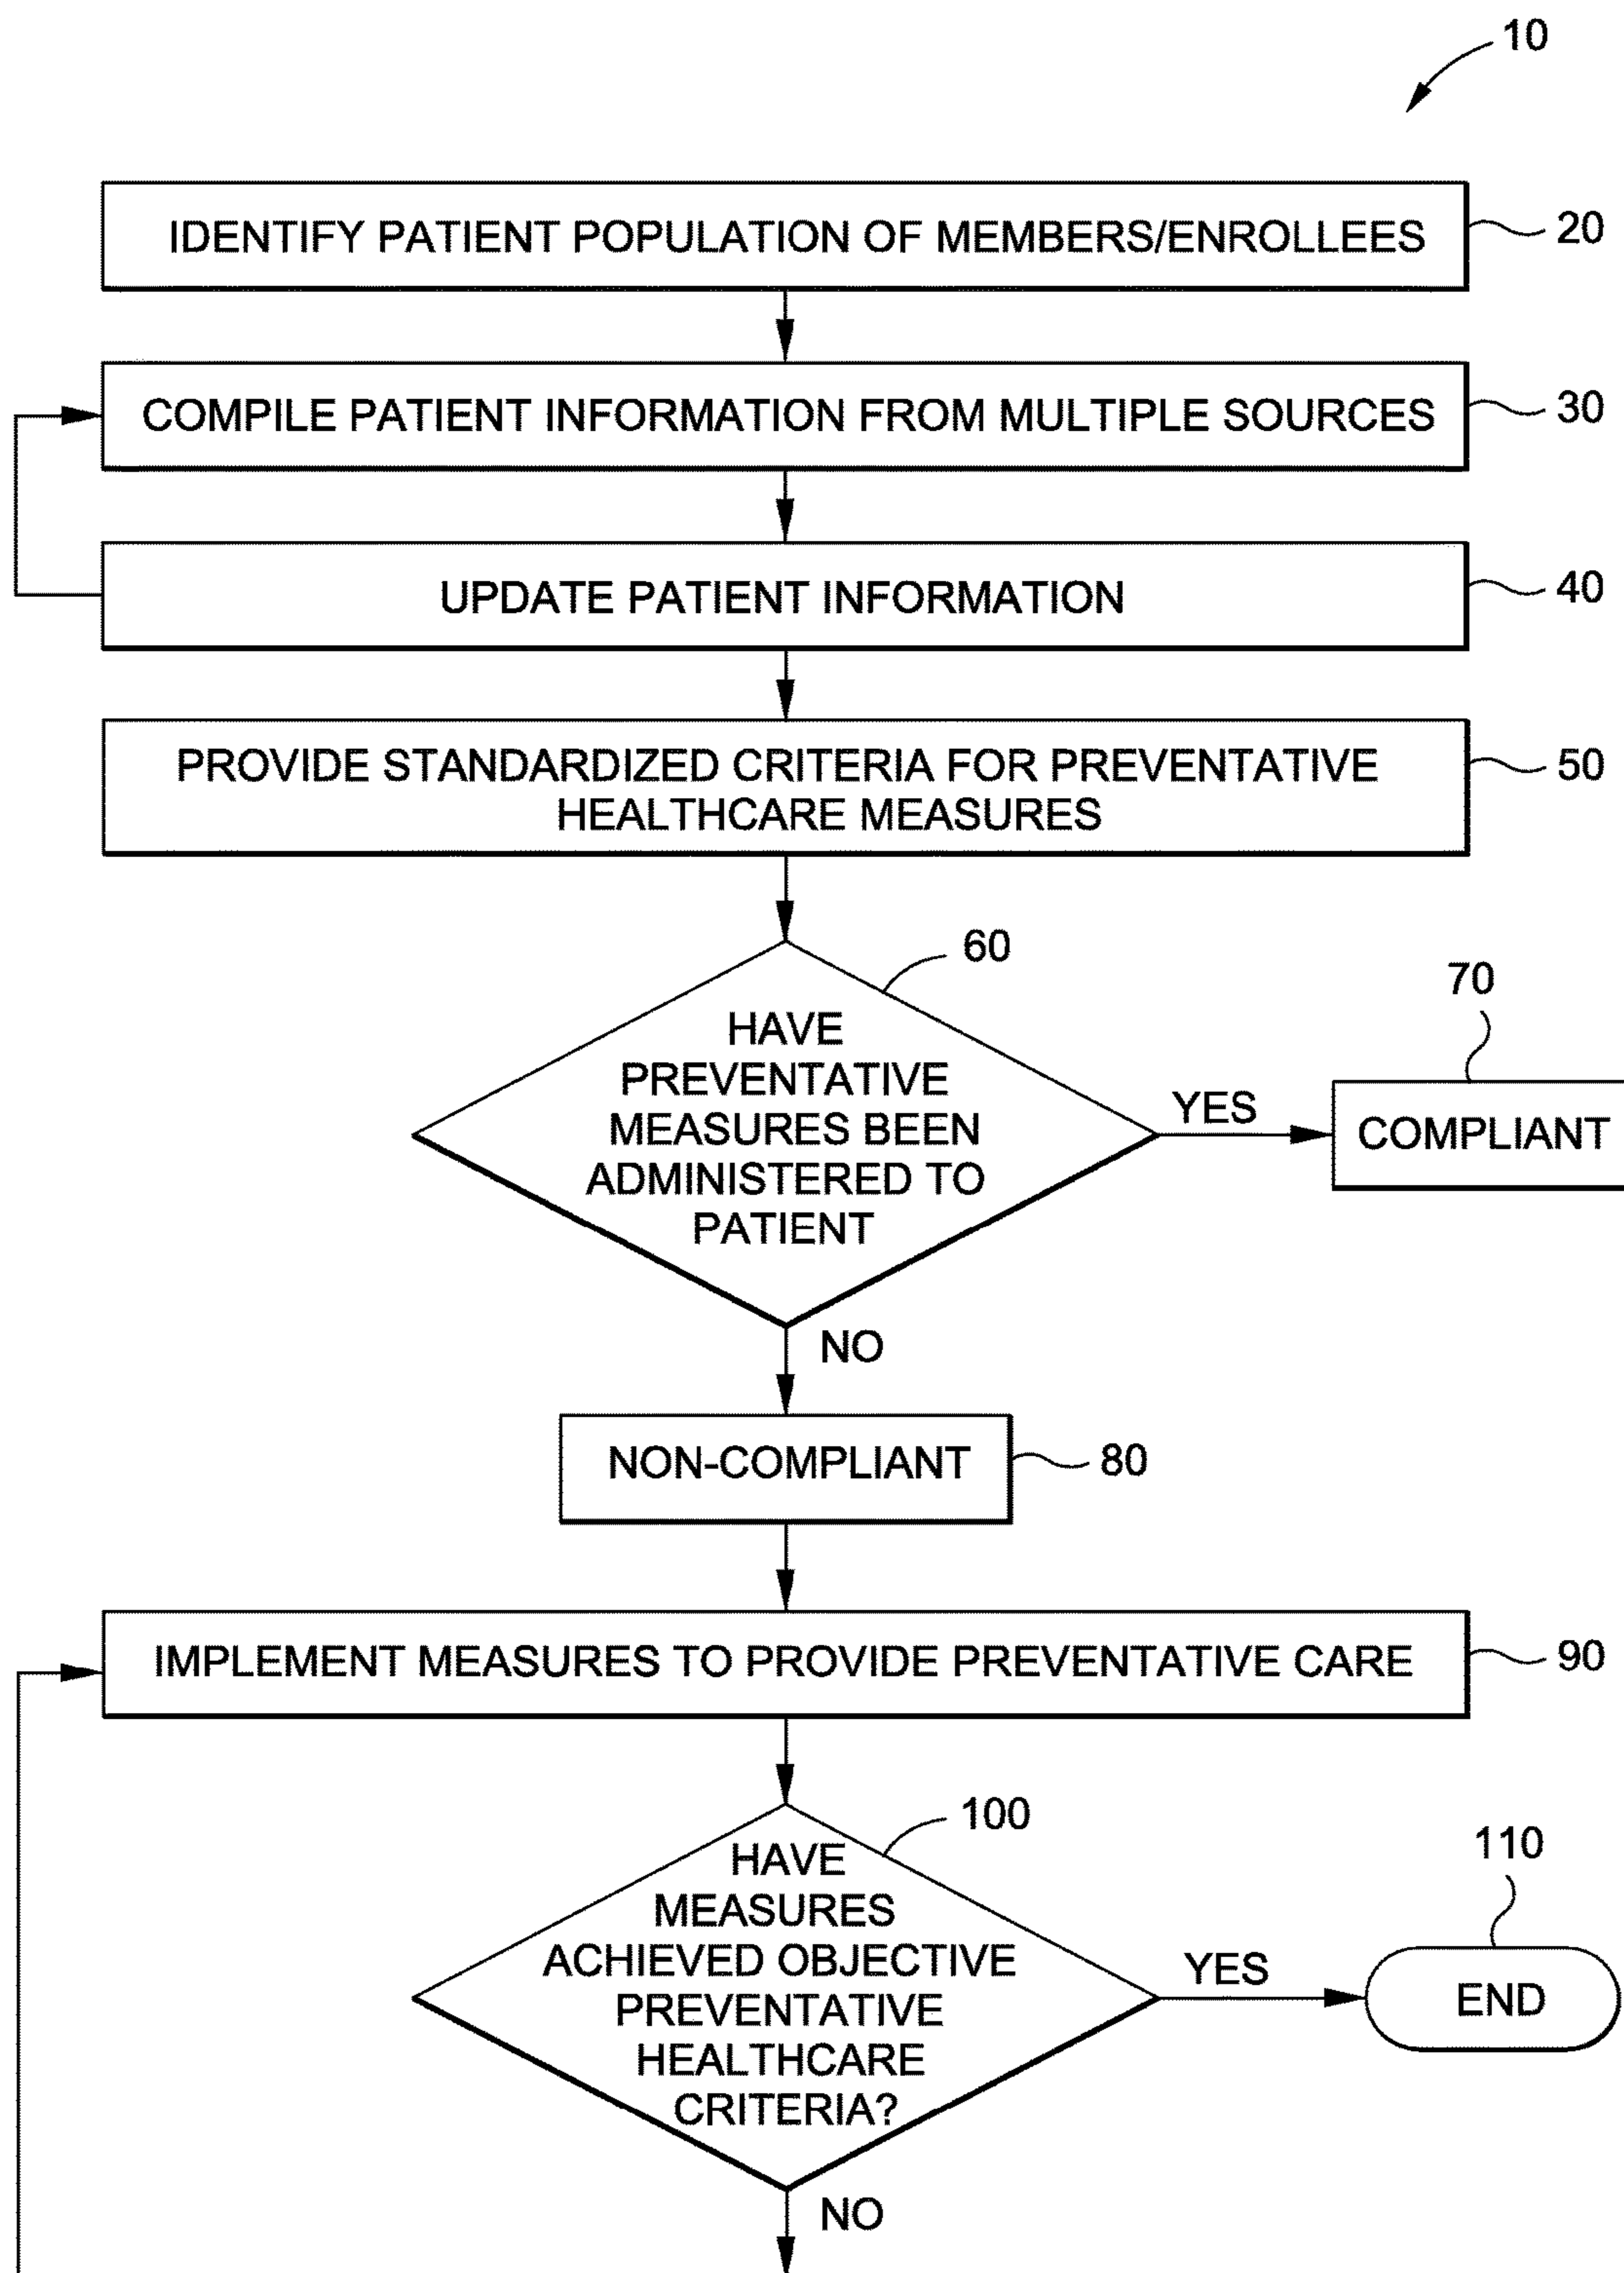 10
IDENTIFY PATIENT POPULATION OF MEMBERS/ENROLLEES
20
COMPILE PATIENT INFORMATION FROM MULTIPLE SOURCES
30
UPDATE PATIENT INFORMATION
40
PROVIDE STANDARDIZED CRITERIA FOR PREVENTATIVE
HEALTHCARE MEASURES
50
60
HAVE
PREVENTATIVE
MEASURES BEEN
ADMINISTERED TO
PATIENT
YES
70
COMPLIANT
NO
NON-COMPLIANT
80
IMPLEMENT MEASURES TO PROVIDE PREVENTATIVE CARE
90
100
HAVE
MEASURES
ACHIEVED OBJECTIVE
PREVENTATIVE
HEALTHCARE
CRITERIA?
YES
110
END
NO